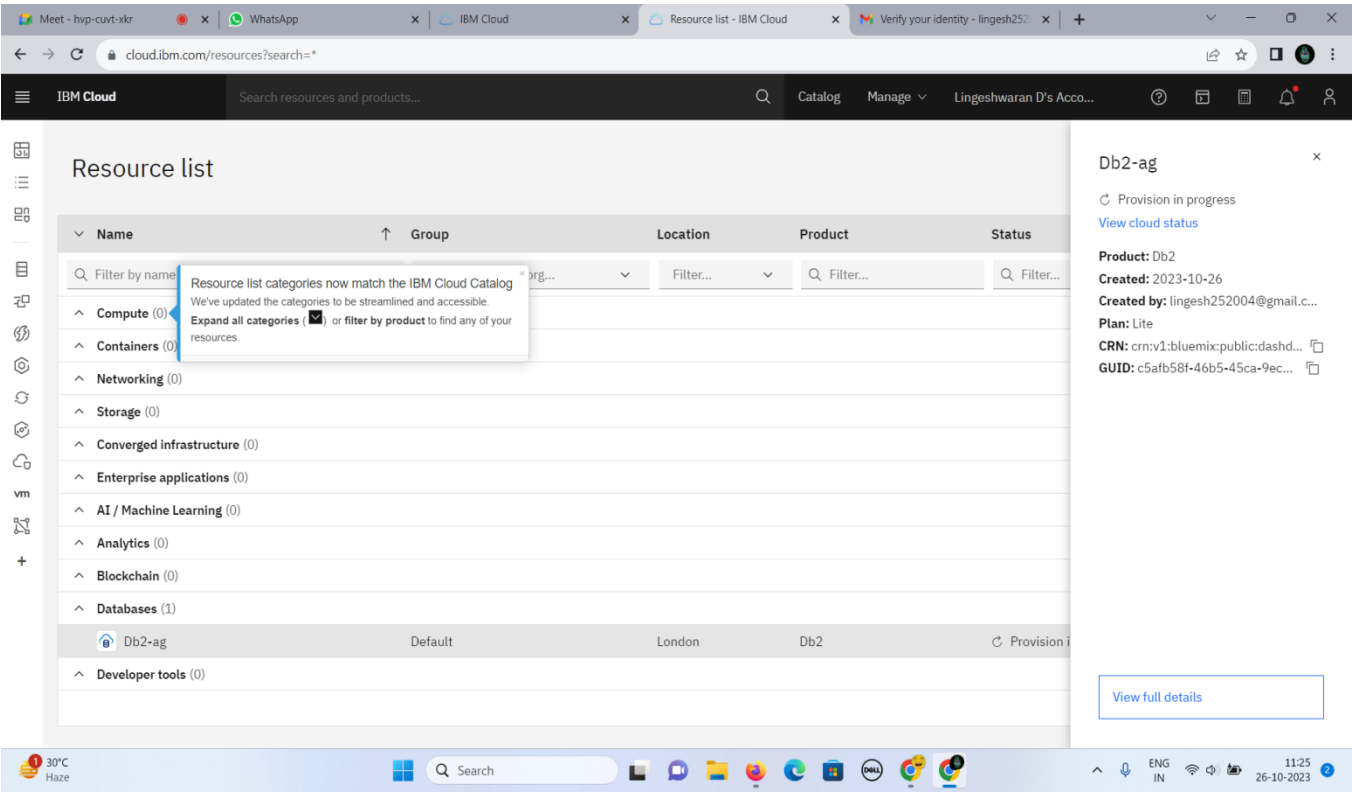 Meet - hvp-cuvt-xkr
WhatsApp
IBM Cloud
Resource list - IBM Cloud
Verify your identity - lingesh252
cloud.ibm.com/resources?search=*
IBM Cloud
Search resources and products...
Catalog
Manage
Lingeshwaran D's Acco...
Resource list
Name
Group
Location
Product
Status
Filter by name
org...
Filter...
Filter...
Filter...
Resource list categories now match the IBM Cloud Catalog
We've updated the categories to be streamlined and accessible.
Expand all categories ( ) or filter by product to find any of your
resources.
Compute (0)
Containers (0)
Networking (0)
Storage (0)
Converged infrastructure (0)
Enterprise applications (0)
AI / Machine Learning (0)
Analytics (0)
Blockchain (0)
Databases (1)
Db2-ag
Default
London
Db2
Provision i
Developer tools (0)
Db2-ag
Provision in progress
View cloud status
Product: Db2
Created: 2023-10-26
Created by: lingesh252004@gmail.c...
Plan: Lite
CRN: crn:v1:bluemix:public:dashd...
GUID: c5afb58f-46b5-45ca-9ec...
View full details
vm
1
30°C
Haze
Search
DELL
ENG
IN
11:25
26-10-2023
2